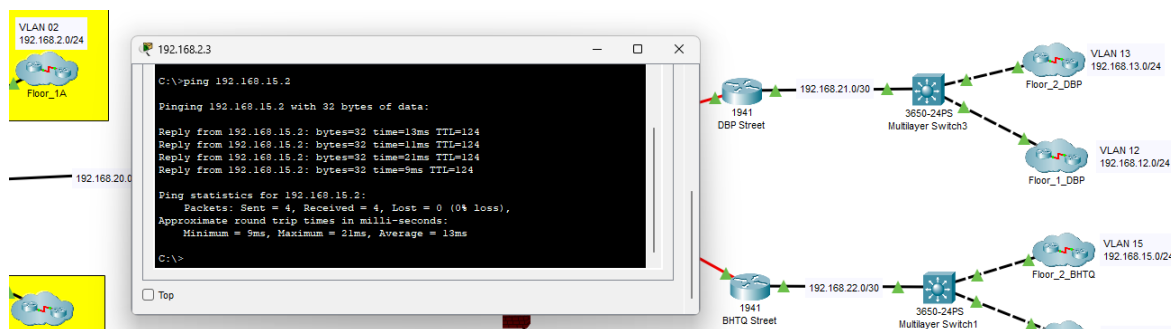 VLAN 02
192.168.2.0/24
Floor_1A
192.168.20.0
192.168.2.3
C:\>ping 192.168.15.2
Pinging 192.168.15.2 with 32 bytes of data:
Reply from 192.168.15.2: bytes=32 time=13ms TTL=124
Reply from 192.168.15.2: bytes=32 time=11ms TTL=124
Reply from 192.168.15.2: bytes=32 time=21ms TTL=124
Reply from 192.168.15.2: bytes=32 time=9ms TTL=124
Ping statistics for 192.168.15.2:
Packets: Sent = 4, Received = 4, Lost = 0 (0% loss),
Approximate round trip times in milli-seconds:
Minimum = 9ms, Maximum = 21ms, Average = 13ms
C:\>
Top
1941
DBP Street
192.168.21.0/30
3650-24PS
Multilayer Switch3
VLAN 13
192.168.13.0/24
Floor_2_DBP
VLAN 12
192.168.12.0/24
Floor_1_DBP
1941
BHTQ Street
192.168.22.0/30
3650-24PS
Multilayer Switch1
VLAN 15
192.168.15.0/24
Floor_2_BHTQ